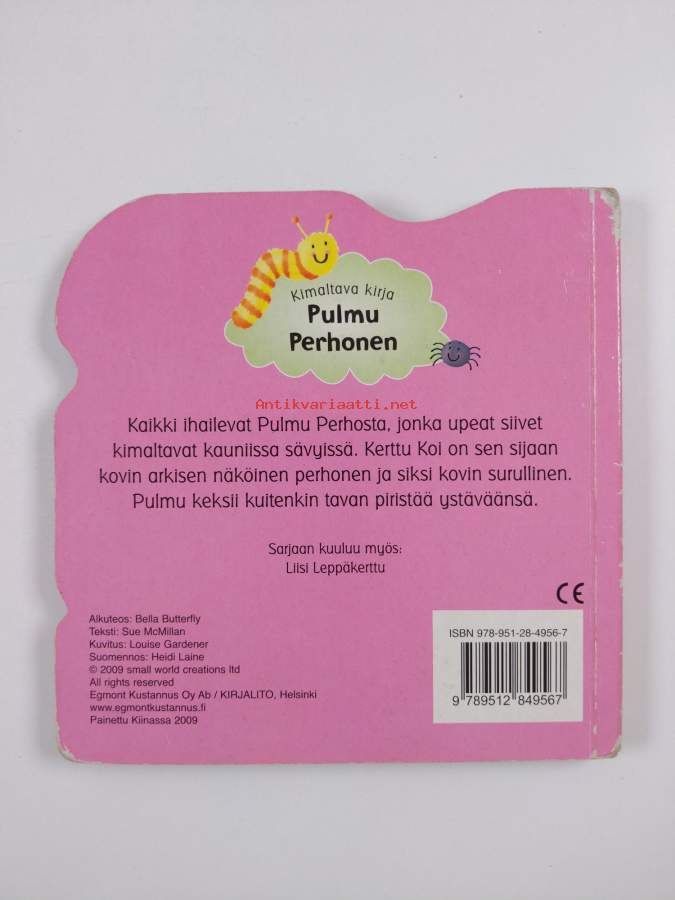 Kimaltava kirja
Pulmu
Perhonen
Antikvariaatti.net
Kaikki ihailevat Pulmu Perhosta, jonka upeat siivet
kimaltavat kauniissa sävyissä. Kerttu Koi on sen sijaan
kovin arkisen näköinen perhonen ja siksi kovin surullinen.
Pulmu keksii kuitenkin tavan piristää ystäväänsä.
Sarjaan kuuluu myös:
Liisi Leppäkerttu
CE
Alkuteos: Bella Butterfly
Teksti: Sue McMillan
Kuvitus: Louise Gardener
Suomennos: Heidi Laine
© 2009 small world creations ltd
All rights reserved
Egmont Kustannus Oy Ab / KIRJALITO, Helsinki
www.egmontkustannus.fi
Painettu Kiinassa 2009
ISBN 978-951-28-4956-7
9 789512 849567